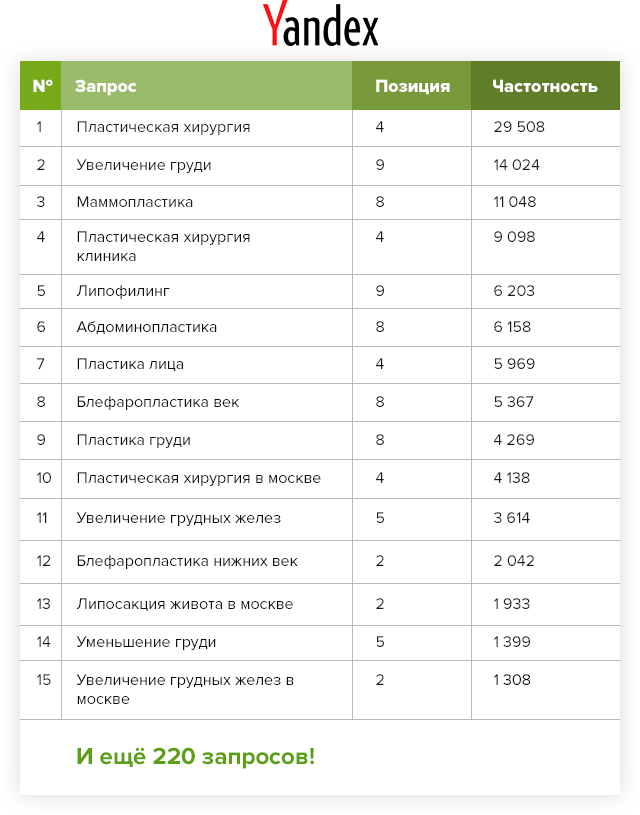 Yandex
№ Запрос Позиция Частотность
1 Пластическая хирургия 4 29 508
2 Увеличение груди 9 14 024
3 Маммопластика 8 11 048
4 Пластическая хирургия 4 9 098
клиника
5 Липофилинг 9 6 203
6 Абдоминопластика 8 6 158
7 Пластика лица 4 5 969
8 Блефаропластика век 8 5 367
9 Пластика груди 8 4 269
10 Пластическая хирургия в москве 4 4 138
11 Увеличение грудных желез 5 3 614
12 Блефаропластика нижних век 2 2 042
13 Липосакция живота в москве 2 1 933
14 Уменьшение груди 5 1 399
15 Увеличение грудных желез в 2 1 308
москве
И ещё 220 запросов!